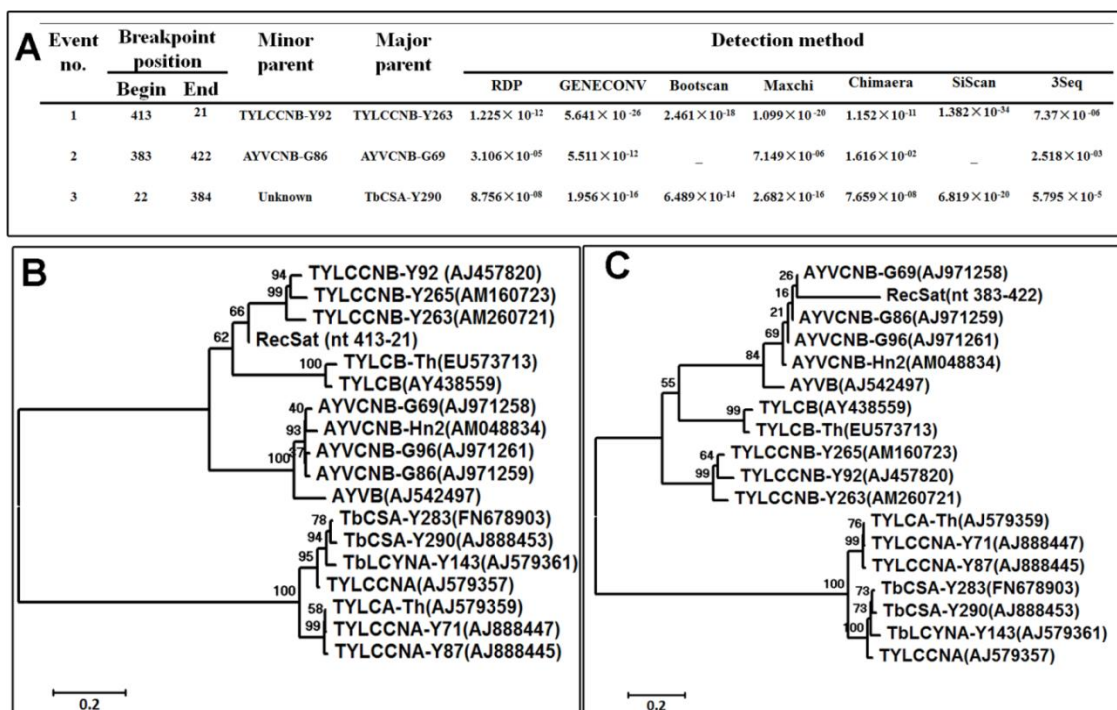 A
Event no. Breakpoint position Minor parent Major parent Detection method
Begin End RDP GENECONV Bootscan Maxchi Chimaera SiScan 3Seq
1 413 21 TYLCCNB-Y92 TYLCCNB-Y263 1.225×10-12 5.641×10-26 2.461×10-18 1.099×10-20 1.152×10-11 1.382×10-34 7.37×10-06
2 383 422 AYVCNB-G86 AYVCNB-G69 3.106×10-05 5.511×10-12 _ 7.149×10-06 1.616×10-02 _ 2.518×10-03
3 22 384 Unknown TbCSA-Y290 8.756×10-08 1.956×10-16 6.489×10-14 2.682×10-16 7.659×10-08 6.819×10-20 5.795×10-5
B
94 TYLCCNB-Y92 (AJ457820)
99 TYLCCNB-Y265(AM160723)
66 TYLCCNB-Y263(AM260721)
62 RecSat (nt 413-21)
100 TYLCB-Th(EU573713)
TYLCB(AY438559)
40 AYVCNB-G69(AJ971258)
93 AYVCNB-Hn2(AM048834)
37 AYVCNB-G96(AJ971261)
100 AYVCNB-G86(AJ971259)
AYVB(AJ542497)
78 TbCSA-Y283(FN678903)
94 TbCSA-Y290(AJ888453)
95 TbLCYNA-Y143(AJ579361)
TYLCCNA(AJ579357)
100 58 TYLCA-Th(AJ579359)
99 TYLCCNA-Y71(AJ888447)
TYLCCNA-Y87(AJ888445)
0.2
C
26 AYVCNB-G69(AJ971258)
16 RecSat(nt 383-422)
21 AYVCNB-G86(AJ971259)
69 AYVCNB-G96(AJ971261)
84 AYVCNB-Hn2(AM048834)
AYVB(AJ542497)
55 99 TYLCB(AY438559)
TYLCB-Th(EU573713)
64 TYLCCNB-Y265(AM160723)
99 TYLCCNB-Y92(AJ457820)
TYLCCNB-Y263(AM260721)
76 TYLCA-Th(AJ579359)
99 TYLCCNA-Y71(AJ888447)
TYLCCNA-Y87(AJ888445)
100 73 TbCSA-Y283(FN678903)
73 TbCSA-Y290(AJ888453)
100 TbLCYNA-Y143(AJ579361)
TYLCCNA(AJ579357)
0.2